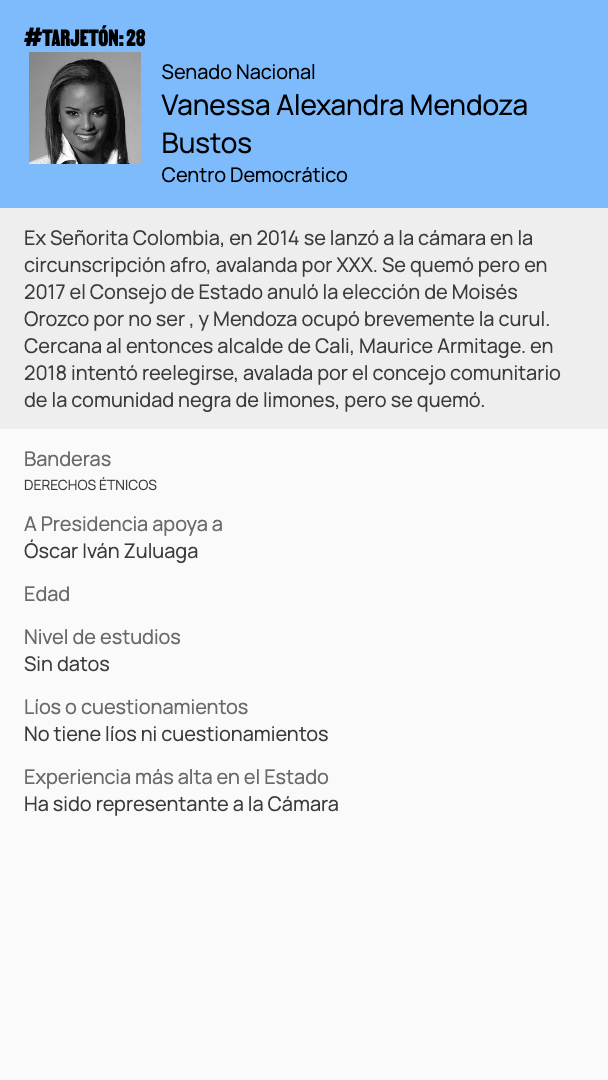 #TARJETÓN: 28
Senado Nacional
Vanessa Alexandra Mendoza
Bustos
Centro Democrático
Ex Señorita Colombia, en 2014 se lanzó a la cámara en la
circunscripción afro, avalanda por XXX. Se quemó pero en
2017 el Consejo de Estado anuló la elección de Moisés
Orozco por no ser , y Mendoza ocupó brevemente la curul.
Cercana al entonces alcalde de Cali, Maurice Armitage. en
2018 intentó reelegirse, avalada por el concejo comunitario
de la comunidad negra de limones, pero se quemó.
Banderas
DERECHOS ÉTNICOS
A Presidencia apoya a
Óscar Iván Zuluaga
Edad
Nivel de estudios
Sin datos
Líos o cuestionamientos
No tiene líos ni cuestionamientos
Experiencia más alta en el Estado
Ha sido representante a la Cámara